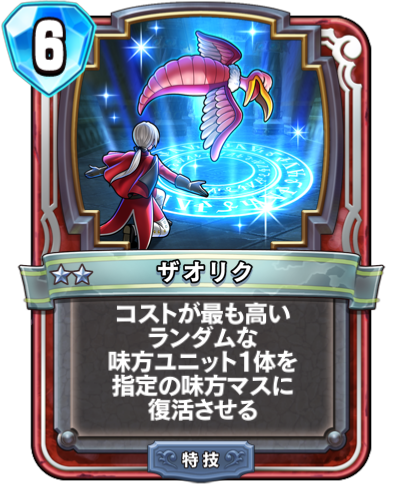 6
ザオリク
コストが最も高い
ランダムな
味方ユニット1体を
指定の味方マスに
復活させる
特技